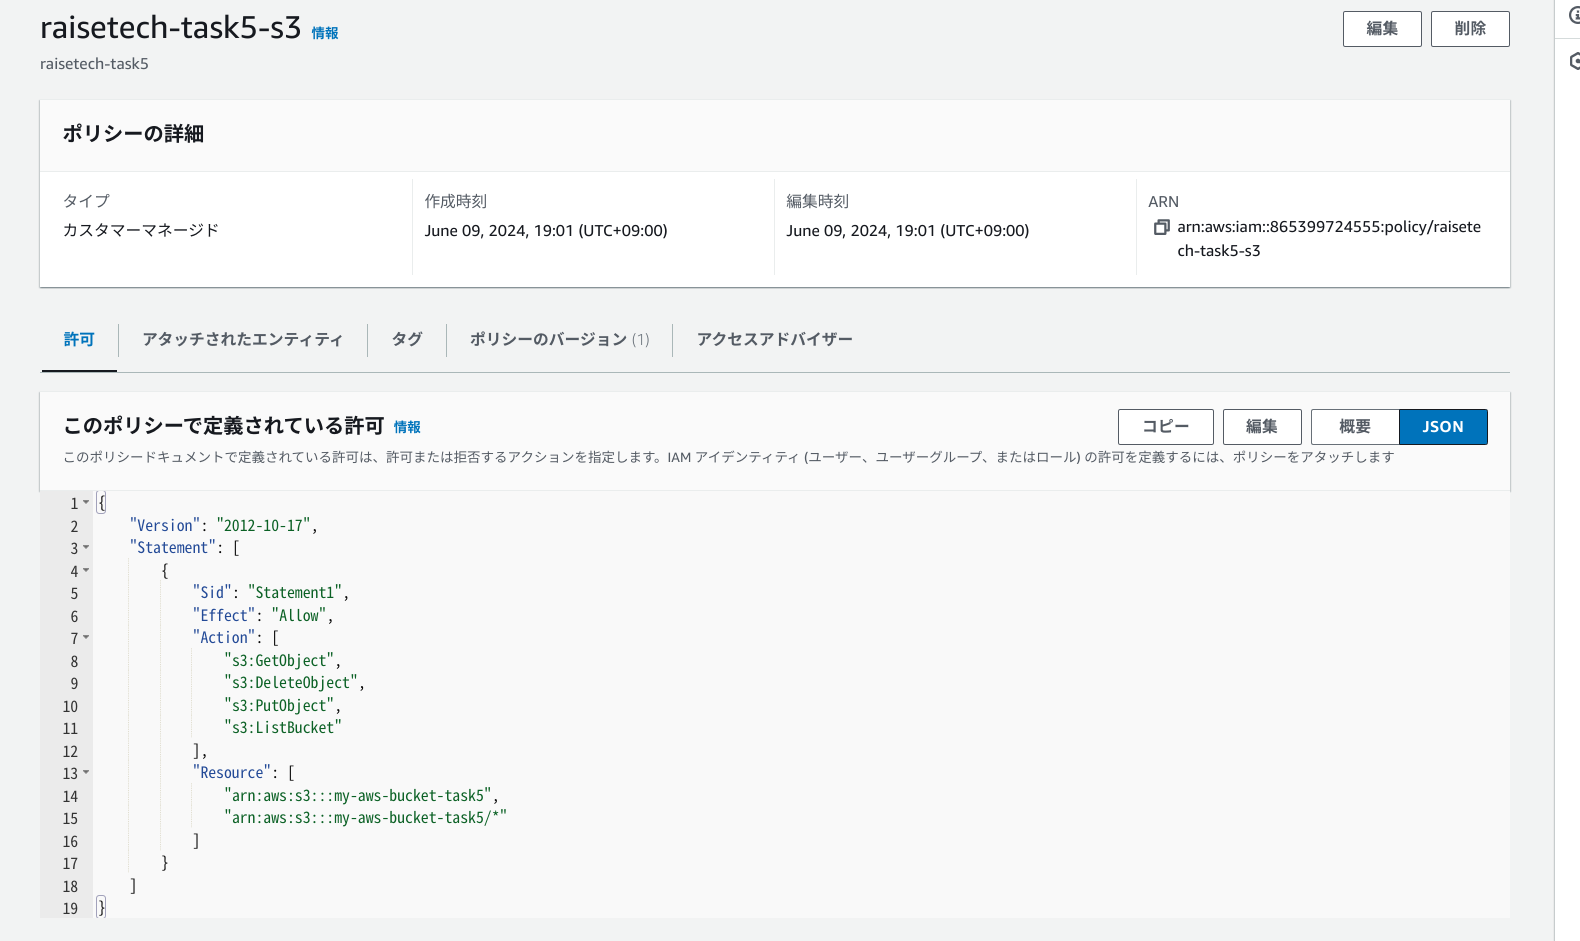 raisetech-task5-s3 情報
編集 削除
raisetech-task5
ポリシーの詳細
タイプ
カスタマーマネージド
作成時刻
June 09, 2024, 19:01 (UTC+09:00)
編集時刻
June 09, 2024, 19:01 (UTC+09:00)
ARN
arn:aws:iam::865399724555:policy/raisete
ch-task5-s3
許可 アタッチされたエンティティ タグ ポリシーのバージョン (1) アクセスアドバイザー
このポリシーで定義されている許可 情報
コピー 編集 概要 JSON
このポリシードキュメントで定義されている許可は、許可または拒否するアクションを指定します。IAM アイデンティティ (ユーザー、ユーザーグループ、またはロール) の許可を定義するには、ポリシーをアタッチします
1 {
2 "Version": "2012-10-17",
3 "Statement": [
4 {
5 "Sid": "Statement1",
6 "Effect": "Allow",
7 "Action": [
8 "s3:GetObject",
9 "s3:DeleteObject",
10 "s3:PutObject",
11 "s3:ListBucket"
12 ],
13 "Resource": [
14 "arn:aws:s3:::my-aws-bucket-task5",
15 "arn:aws:s3:::my-aws-bucket-task5/*"
16 ]
17 }
18 ]
19 }